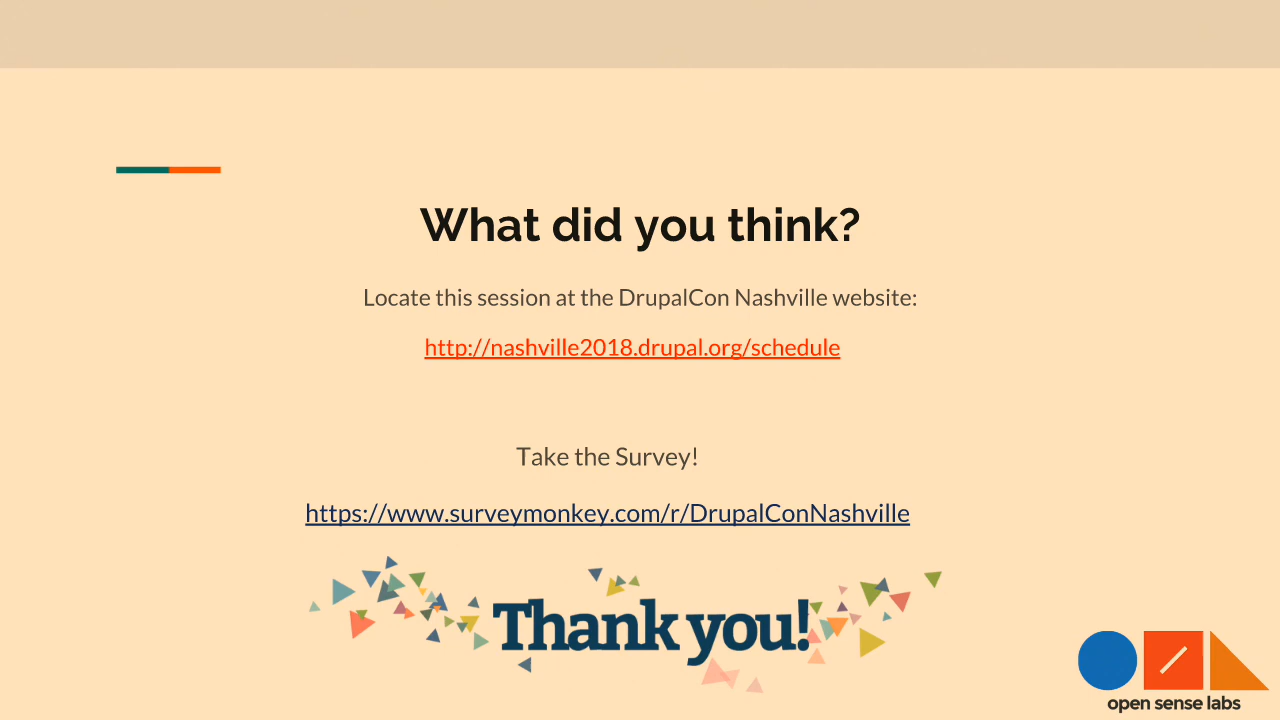 What did you think?
Locate this session at the DrupalCon Nashville website:
http://nashville2018.drupal.org/schedule
Take the Survey!
https://www.surveymonkey.com/r/DrupalConNashville
Thank you!
open sense labs